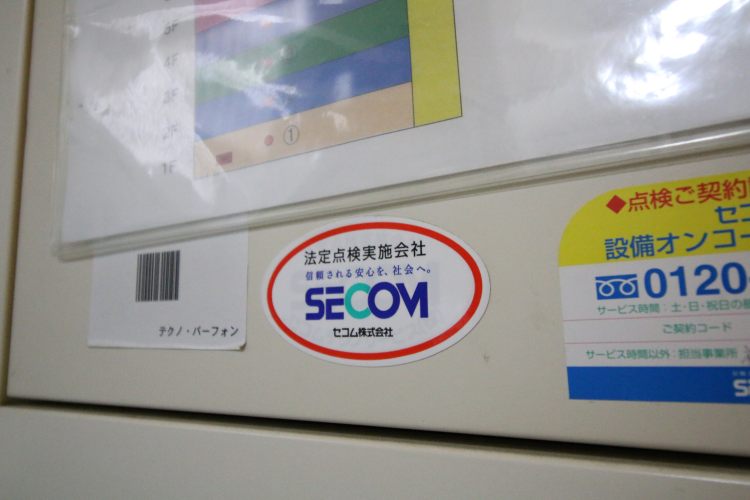 4F
3F
2F
1F
①
テクノ・パーフォン
法定点検実施会社
信頼される安心を、社会へ。
SECOM
セコム株式会社
◆点検ご契約
セコ
設備オンコー
0120
サービス時間：土・日・祝日の
ご契約コード
サービス時間以外：担当事業所